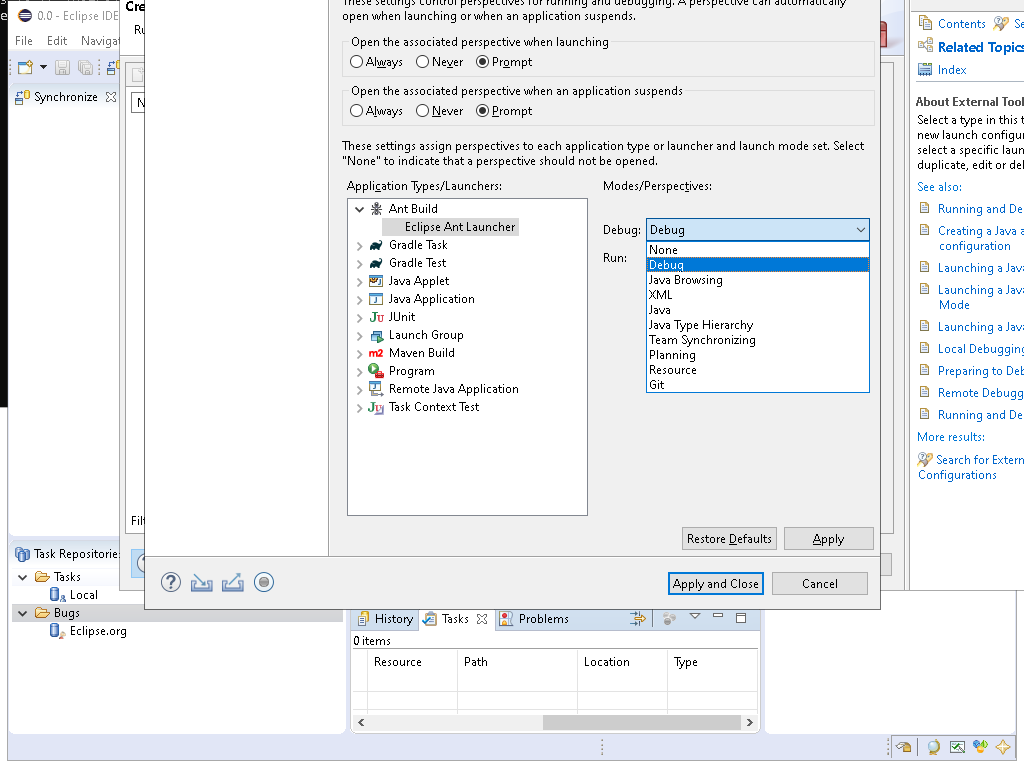 0.0 - Eclipse IDE
File Edit
Synchronize
These settings control perspectives for running and debugging. A perspective can automatically
open when launching or when an application suspends.
Open the associated perspective when launching
Always Never Prompt
Open the associated perspective when an application suspends
Always Never Prompt
These settings assign perspectives to each application type or launcher and launch mode set. Select
"None" to indicate that a perspective should not be opened.
Application Types/Launchers:
Ant Build
Eclipse Ant Launcher
Gradle Task
Gradle Test
Java Applet
Java Application
JUnit
Launch Group
Maven Build
Program
Remote Java Application
Task Context Test
Modes/Perspectives:
Debug: Debug
Run:
None
Debug
Java Browsing
XML
Java
Java Type Hierarchy
Team Synchronizing
Planning
Resource
Git
Restore Defaults Apply
Apply and Close Cancel
Contents
Related Topics
Index
About External Tool
Select a type in this
new launch configur
select a specific laun
duplicate, edit or del
See also:
Running and De
Creating a Java a
configuration
Launching a Java
Launching a Java
Mode
Launching a Java
Local Debugging
Preparing to Deb
Remote Debugg
Running and De
More results:
Search for Extern
Configurations
Task Repositorie
Tasks
Local
Bugs
Eclipse.org
History Tasks Problems
0 items
Resource Path Location Type